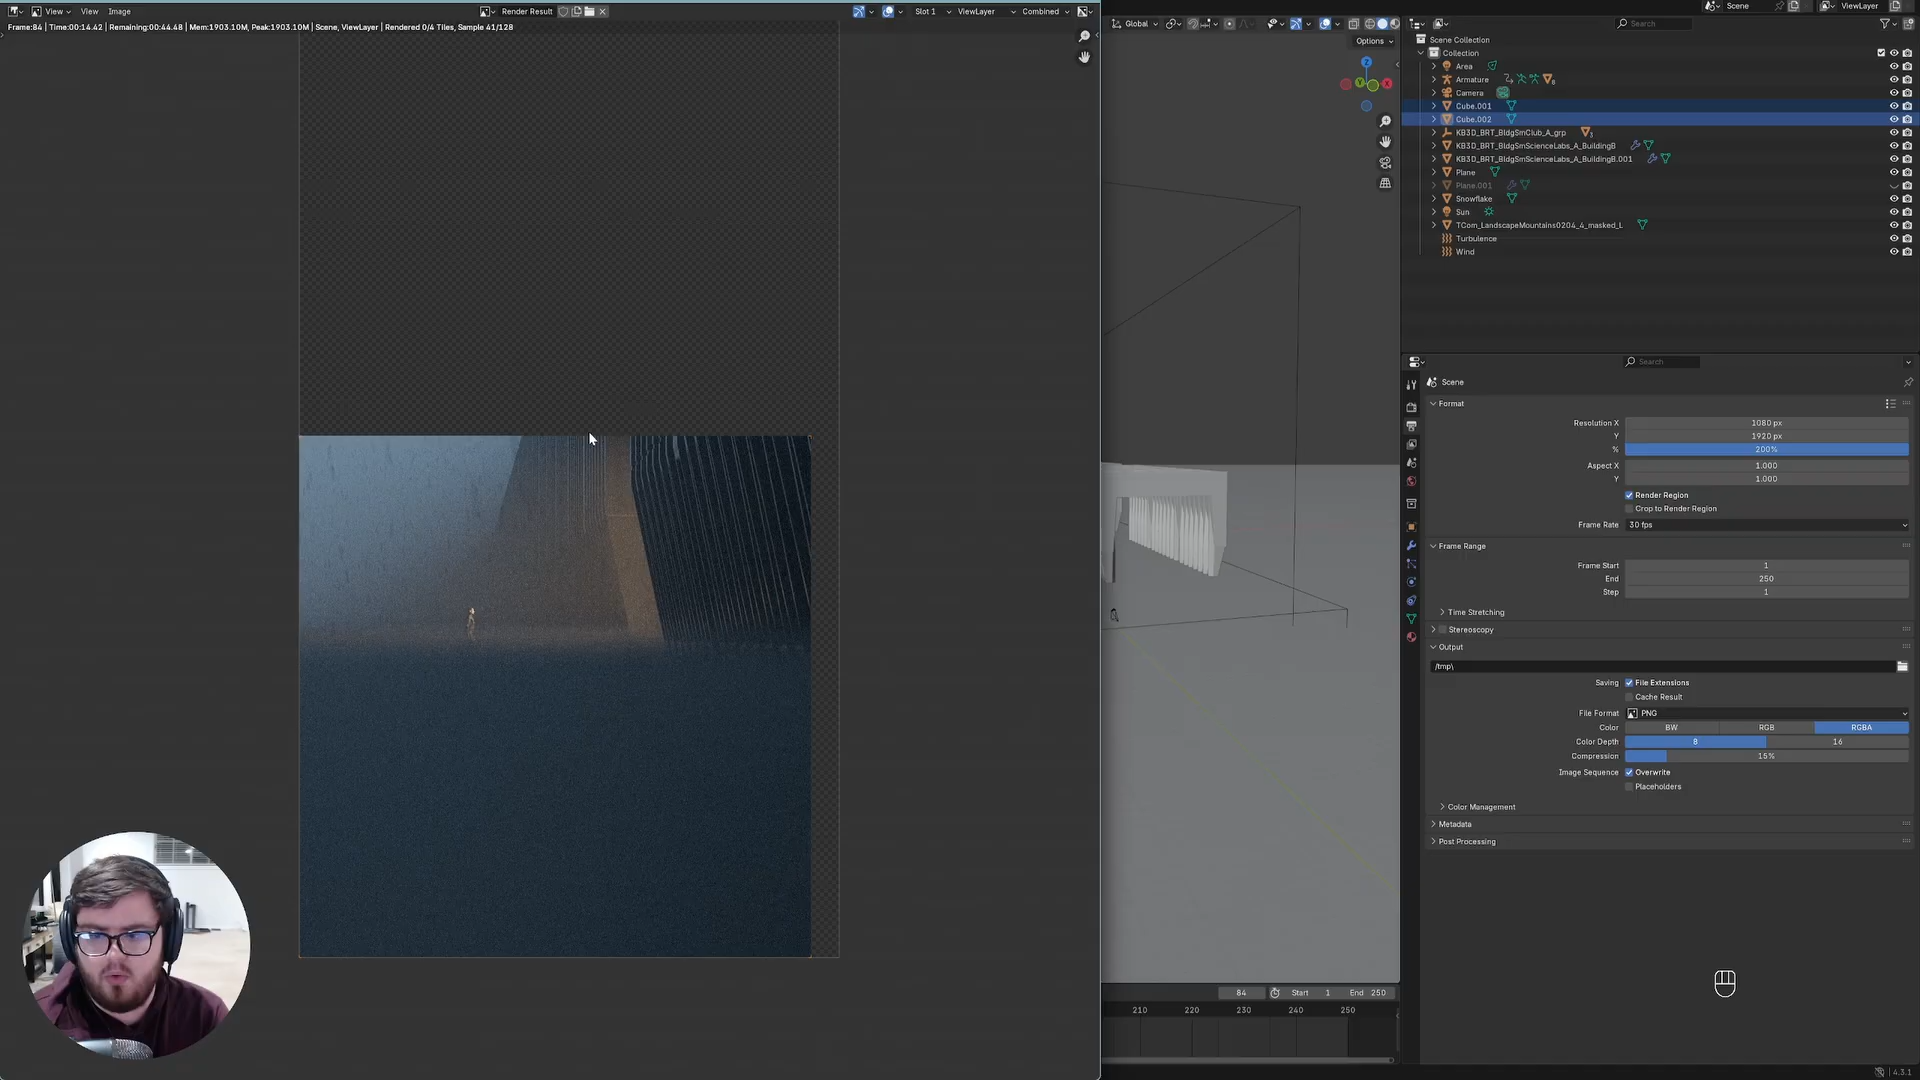 View View Image Render Result Slot 1 ViewLayer Combined
Frame:84 | Time:00:14.42 | Remaining:00:44.48 | Mem:1903.10M, Peak:1903.10M | Scene, ViewLayer | Rendered 0/4 Tiles, Sample 41/128
Global
Options
Z
Y
X
84 Start 1 End 250
210 220 230 240 250
Scene ViewLayer
Search
Scene Collection
Collection
Area
Armature 8
Camera
Cube.001
Cube.002
KB3D_BRT_BldgSmClub_A_grp 3
KB3D_BRT_BldgSmScienceLabs_A_BuildingB
KB3D_BRT_BldgSmScienceLabs_A_BuildingB.001
Plane
Plane.001
Snowflake
Sun
TCom_LandscapeMountains0204_4_masked_L
Turbulence
Wind
Search
Scene
Format
Resolution X 1080 px
Y 1920 px
% 200%
Aspect X 1.000
Y 1.000
Render Region
Crop to Render Region
Frame Rate 30 fps
Frame Range
Frame Start 1
End 250
Step 1
Time Stretching
Stereoscopy
Output
/tmp\
Saving File Extensions
Cache Result
File Format PNG
Color BW RGB RGBA
Color Depth 8 16
Compression 15%
Image Sequence Overwrite
Placeholders
Color Management
Metadata
Post Processing
4.3.1